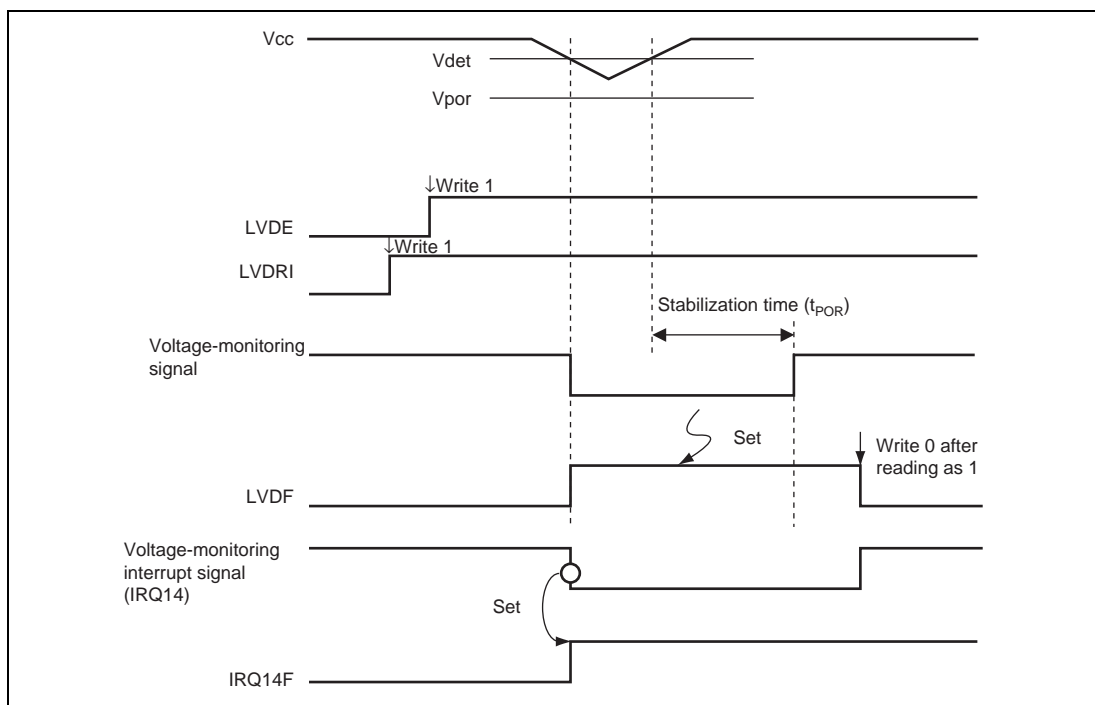 Vcc
Vdet
Vpor
↓Write 1
LVDE
↓Write 1
LVDRI
Stabilization time (tPOR)
Voltage-monitoring
signal
Set
Write 0 after
reading as 1
LVDF
Voltage-monitoring
interrupt signal
(IRQ14)
Set
IRQ14F